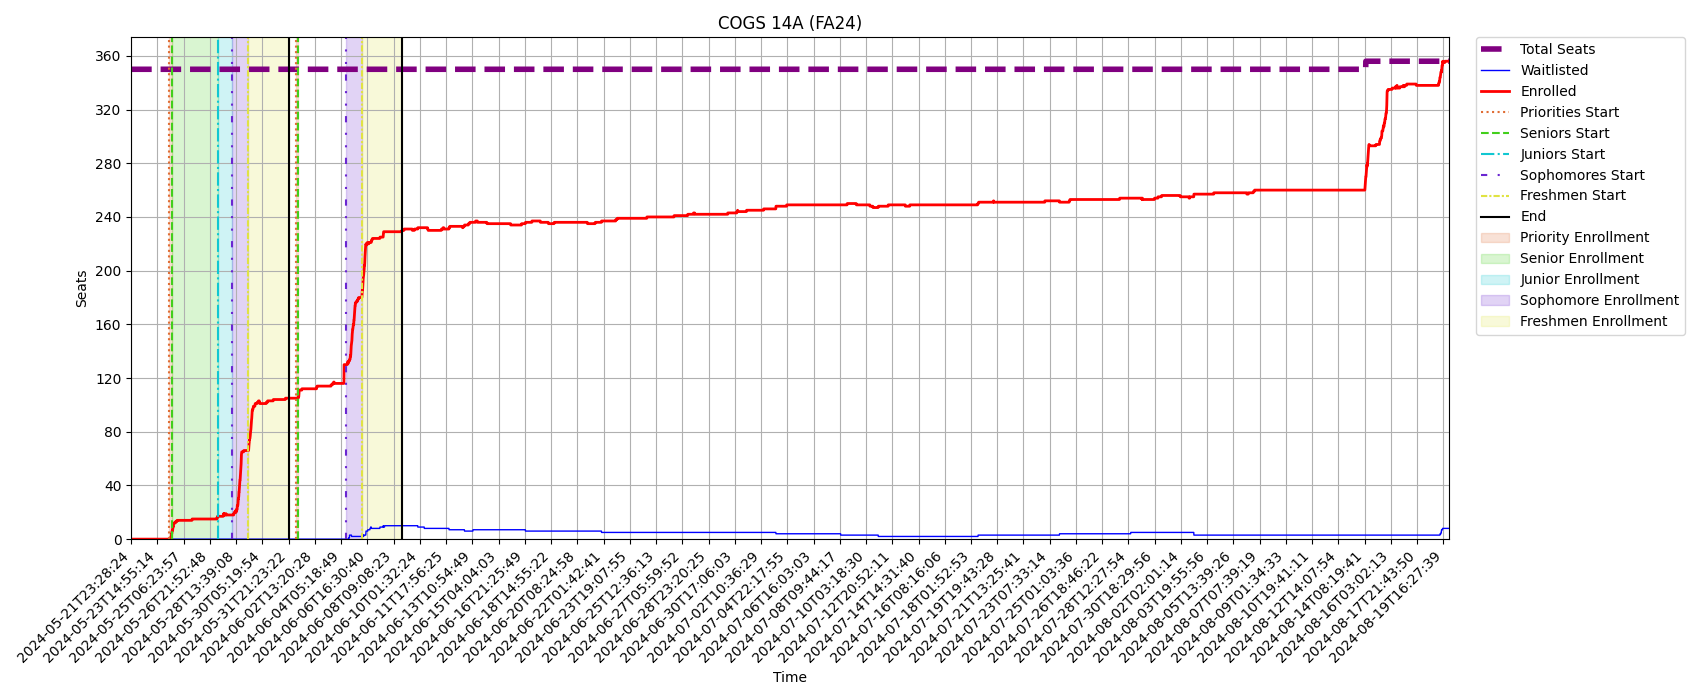 COGS 14A (FA24)
Seats
360
320
280
240
200
160
120
80
40
0
2024-05-21T23:28:24
2024-05-23T14:55:14
2024-05-25T06:23:57
2024-05-26T21:52:48
2024-05-28T13:39:08
2024-05-30T05:19:54
2024-05-31T21:23:22
2024-06-02T13:20:28
2024-06-04T05:18:49
2024-06-06T16:30:40
2024-06-08T09:08:23
2024-06-10T01:32:24
2024-06-11T17:56:25
2024-06-13T10:54:49
2024-06-15T04:04:03
2024-06-16T21:25:49
2024-06-18T14:55:22
2024-06-20T08:24:58
2024-06-22T01:42:41
2024-06-23T19:07:55
2024-06-25T12:36:13
2024-06-27T05:59:52
2024-06-28T23:20:25
2024-06-30T17:06:03
2024-07-02T10:36:29
2024-07-04T22:17:55
2024-07-06T16:03:03
2024-07-08T09:44:17
2024-07-10T03:18:30
2024-07-12T20:52:11
2024-07-14T14:31:40
2024-07-16T08:16:06
2024-07-18T01:52:53
2024-07-19T19:43:28
2024-07-21T13:25:41
2024-07-23T07:33:14
2024-07-25T01:03:36
2024-07-26T18:46:22
2024-07-28T12:27:54
2024-07-30T18:29:56
2024-08-02T02:01:14
2024-08-03T19:55:56
2024-08-05T13:39:26
2024-08-07T07:39:19
2024-08-09T01:34:33
2024-08-10T19:41:11
2024-08-12T14:07:54
2024-08-14T08:19:41
2024-08-16T03:02:13
2024-08-17T21:43:50
2024-08-19T16:27:39
Time
Total Seats
Waitlisted
Enrolled
Priorities Start
Seniors Start
Juniors Start
Sophomores Start
Freshmen Start
End
Priority Enrollment
Senior Enrollment
Junior Enrollment
Sophomore Enrollment
Freshmen Enrollment